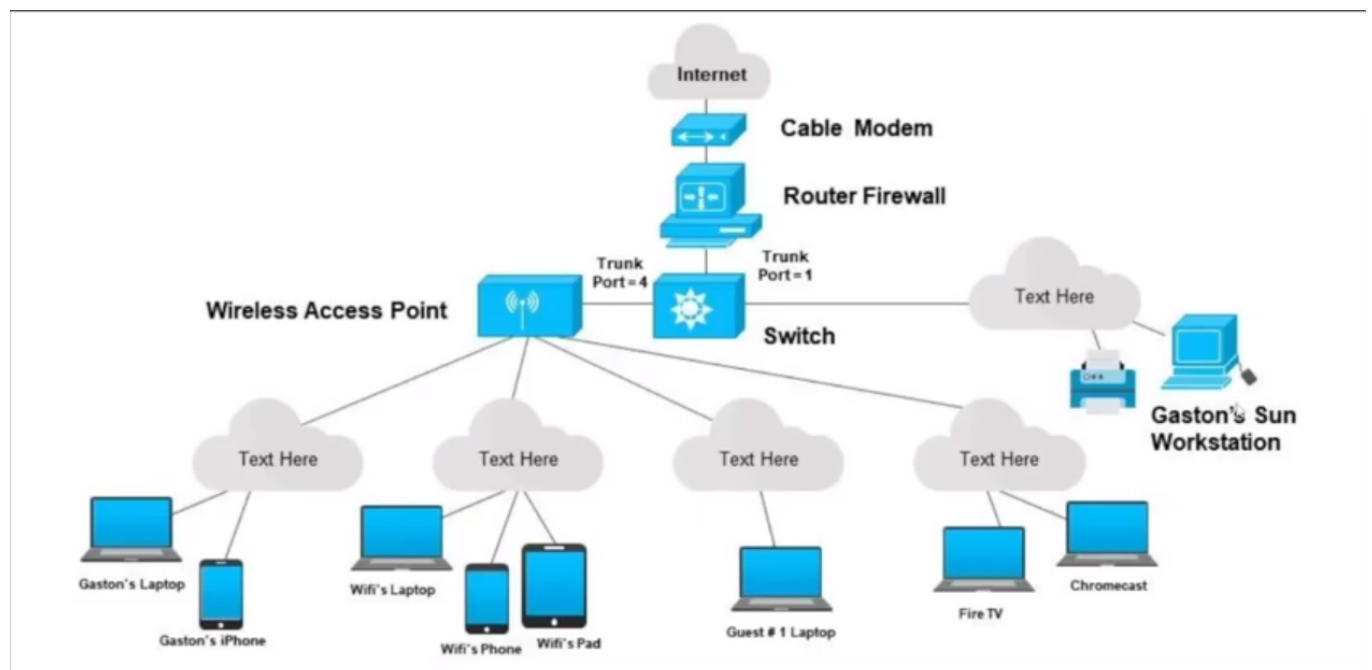 Internet
Cable Modem
Router Firewall
Trunk
Port = 4
Trunk
Port = 1
Wireless Access Point
Switch
Text Here
Gaston's Sun
Workstation
Text Here
Text Here
Text Here
Text Here
Gaston's Laptop
Gaston's iPhone
Wifi's Laptop
Wifi's Phone
Wifi's Pad
Guest # 1 Laptop
Fire TV
Chromecast